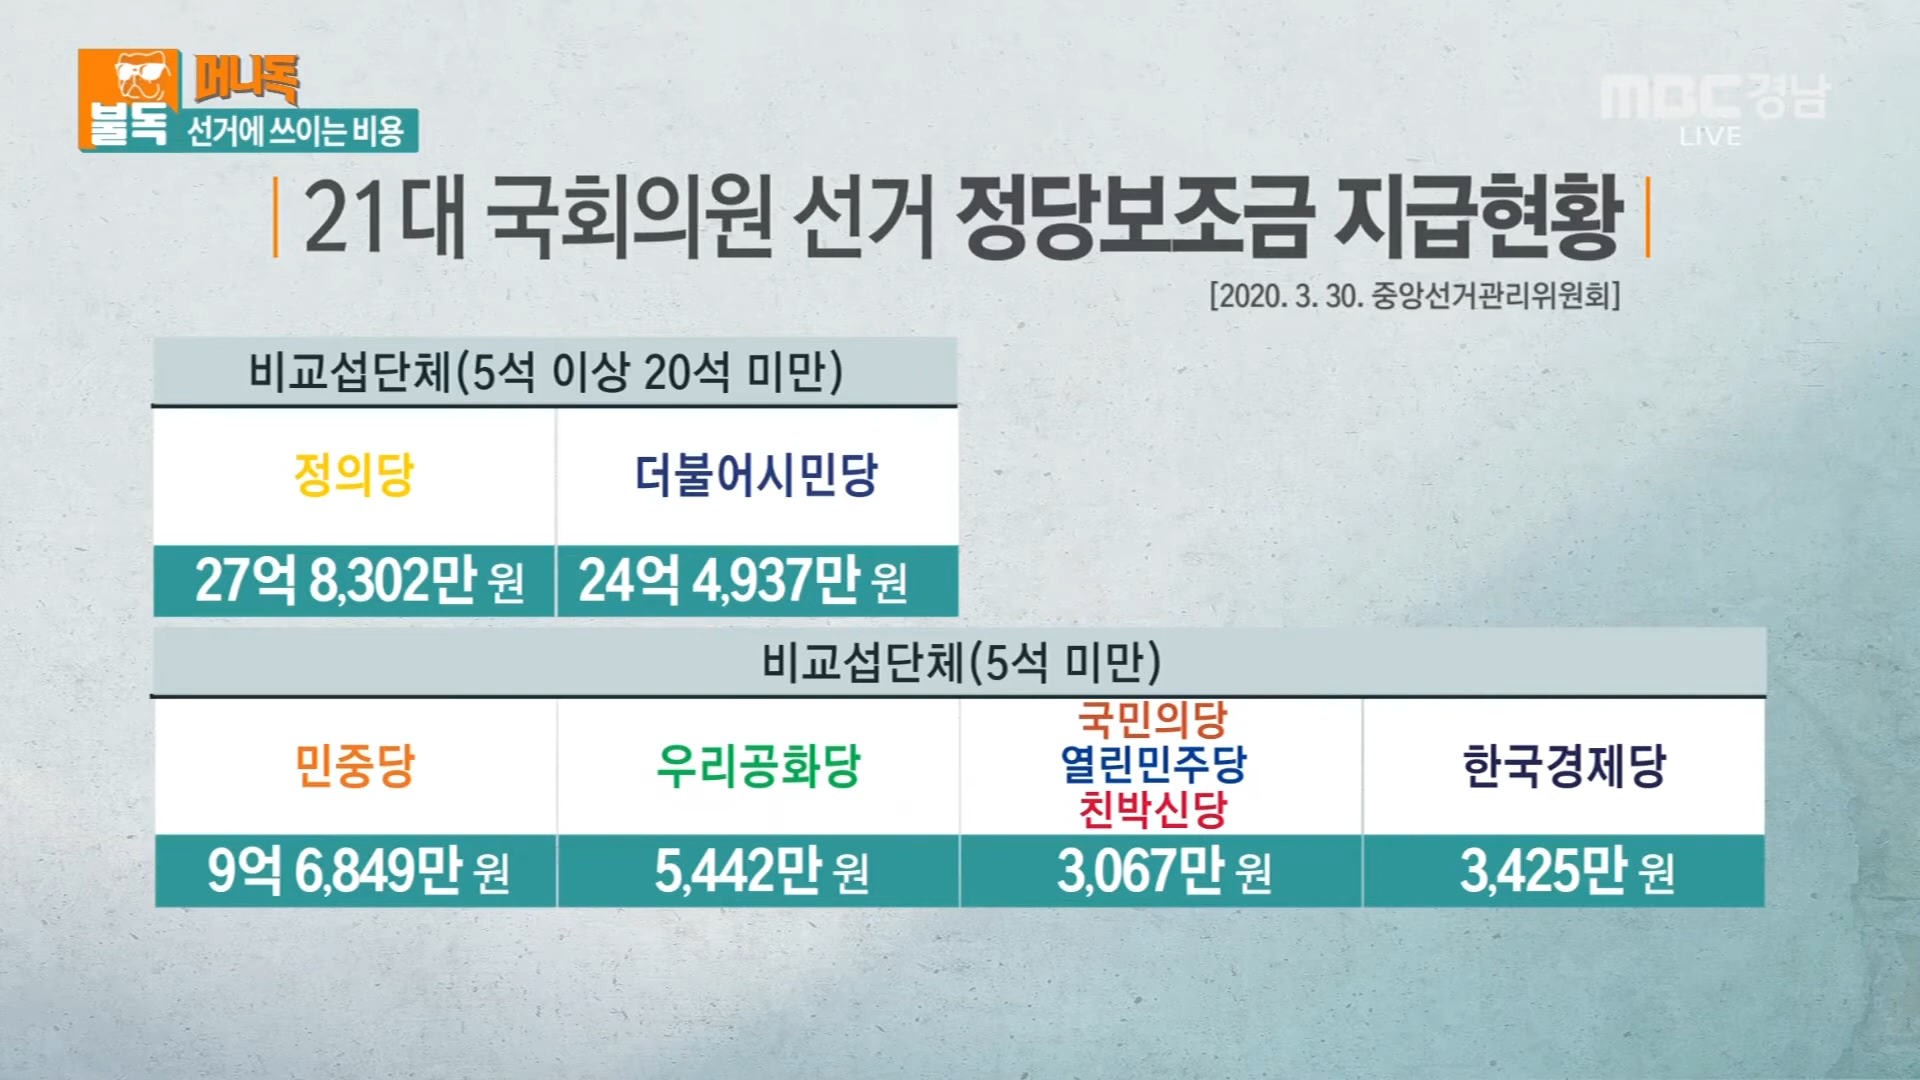 머니독
불독
선거에 쓰이는 비용
MBC경남
LIVE
21대 국회의원 선거 정당보조금 지급현황
[2020. 3. 30. 중앙선거관리위원회]
비교섭단체(5석 이상 20석 미만)
정의당 더불어시민당
27억 8,302만 원 24억 4,937만 원
비교섭단체(5석 미만)
민중당 우리공화당
국민의당
열린민주당
친박신당
한국경제당
9억 6,849만 원 5,442만 원 3,067만 원 3,425만 원